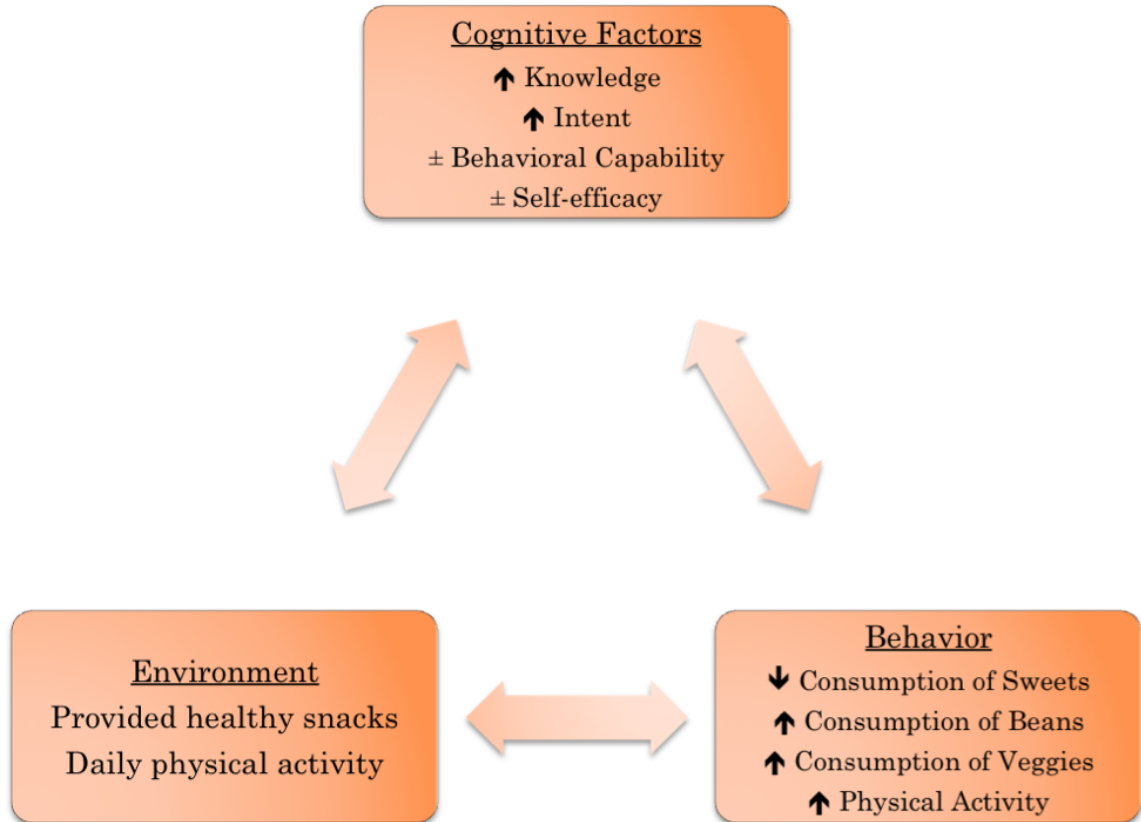 Cognitive Factors
↑ Knowledge
↑ Intent
± Behavioral Capability
± Self-efficacy
Environment
Provided healthy snacks
Daily physical activity
Behavior
↓ Consumption of Sweets
↑ Consumption of Beans
↑ Consumption of Veggies
↑ Physical Activity